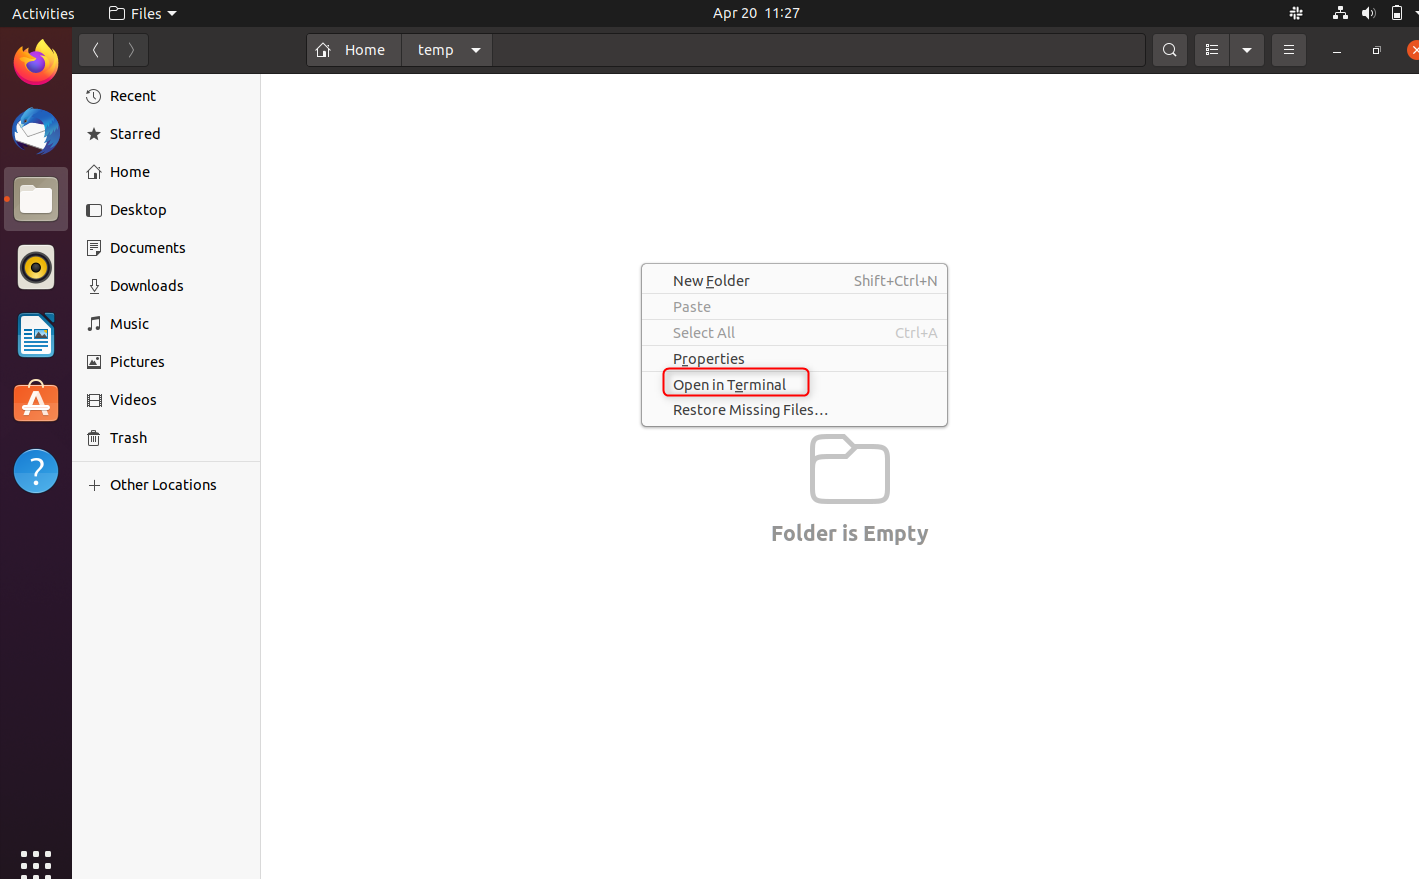 Activities Files Apr 20 11:27
Home temp
Recent
Starred
Home
Desktop
Documents
Downloads
Music
Pictures
Videos
Trash
Other Locations
New Folder Shift+Ctrl+N
Paste
Select All Ctrl+A
Properties
Open in Terminal
Restore Missing Files…
Folder is Empty